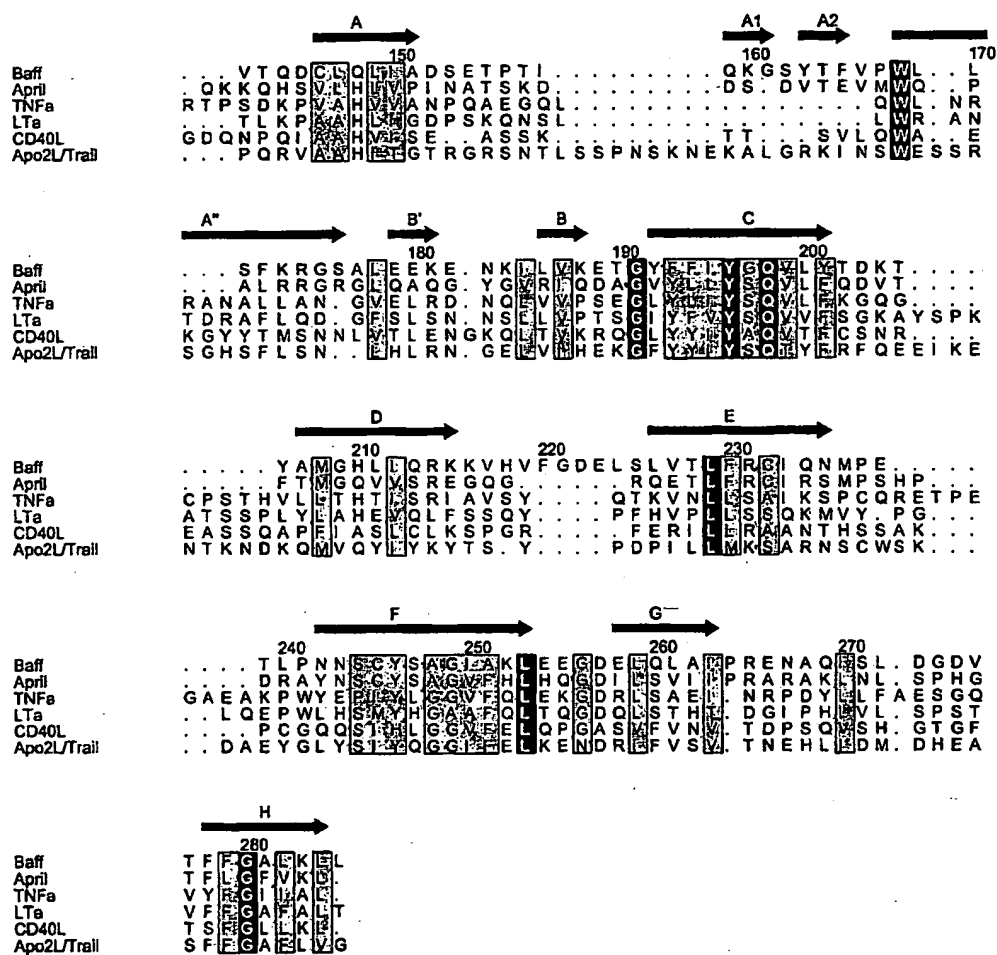 A A1 A2
150 160 170
Baff . . . V T Q D C L Q L I A D S E T P T I . . . . . . . . . Q K G S Y T F V P W L . . L
April . Q K K Q H S V L H L V P I N A T S K D . . . . . . . . . D S . D V T E V M W Q . . P
TNFa R T P S D K P V A H V V A N P Q A E G Q L . . . . . . . . . . . . . . . . Q W L . N R
LTa . . . T L K P A A H L I G D P S K Q N S L . . . . . . . . . . . . . . . . L W R . A N
CD40L G D Q N P Q I A A H V I S E . . A S S K . . . . . . . . . T T . . . S V L Q W A . . E
Apo2L/Trail . . . P Q R V A A H I T G T R G R S N T L S S P N S K N E K A L G R K I N S W E S S R
A" B' B C
180 190 200
Baff . . . S F K R G S A L E E K E . N K I L V K E T G Y F F I Y G Q V L Y T D K T . . . .
April . . . A L R R G R G L Q A Q G . Y G V R I Q D A G V Y L L Y S Q V L F Q D V T . . . .
TNFa R A N A L L A N . G V E L R D N . Q L V V P S E G L Y L I Y S Q V L F K G Q G . . . .
LTa T D R A F L Q D . G F S L S N N . S L L V P T S G I Y F V Y S Q V V F S G K A Y S P K
CD40L K G Y Y T M S N N L V T L E N G K Q L T V K R Q G L Y Y I Y A Q V T F C S N R . . . .
Apo2L/Trail S G H S F L S N . . L H L R N . G E L V I H E K G F Y Y I Y S Q T Y F R F Q E E I K E
D E
210 220 230
Baff . . . . . Y A M G H L L Q R K K V H V F G D E L S L V T L F R C I Q N M P E . . . .
April . . . . . F T M G Q V V S R E G Q G . . . . . . R Q E T L F R C I R S M P S H P . . .
TNFa C P S T H V L L T H T I S R I A V S Y . . . . Q T K V N L L S A I K S P C Q R E T P E
LTa A T S S P L Y L A H E V Q L F S S Q Y . . . . P F H V P L L S S Q K M V Y . P G . . .
CD40L E A S S Q A P F I A S L C L K S P G R . . . . . F E R I L L R A A N T H S S A K . . .
Apo2L/Trail N T K N D K Q M V Q Y I Y K Y T S . Y . . . . P D P I L L M K S A R N S C W S K . . .
F G
240 250 260 270
Baff . . . . T L P N N S C Y S A G I A K L E E G D E L Q L A I P R E N A Q I S L . D G D V
April . . . . D R A Y N S C Y S A G V F H L H Q G D I L S V I I P R A R A K L N L . S P H G
TNFa G A E A K P W Y E P I Y L G G V F Q L E K G D R L S A E I . N R P D Y L L F A E S G Q
LTa . . L Q E P W L H S M Y H G A A F Q L T Q G D Q L S T H T . D G I P H L V L . S P S T
CD40L . . . . P C G Q Q S I H L G G V F E L Q P G A S V F V N V . T D P S Q V S H . G T G F
Apo2L/Trail . . D A E Y G L Y S I Y Q G G I F E L K E N D R I F V S V . T N E H L I D M . D H E A
H
280
Baff T F F G A L K L L
April T F L G F V K L .
TNFa V Y F G I I A L .
LTa V F F G A F A L T
CD40L T S F G L L K L .
Apo2L/Trail S F F G A F L V G